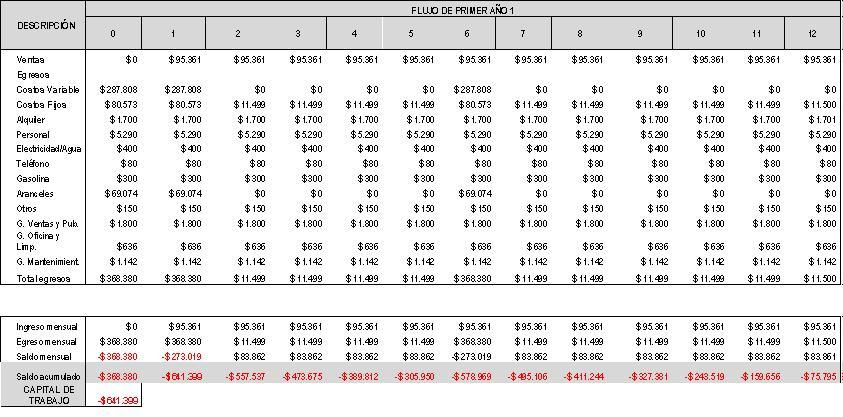 DESCRIPCIÓN FLUJO DE PRIMER AÑO 1
0 1 2 3 4 5 6 7 8 9 10 11 12
Ventas $0 $95.361 $95.361 $95.361 $95.361 $95.361 $95.361 $95.361 $95.361 $95.361 $95.361 $95.361 $95.361
Egresos
Costos Variable $287.808 $287.808 $0 $0 $0 $0 $287.808 $0 $0 $0 $0 $0 $0
Costos Fijos $80.573 $80.573 $11.499 $11.499 $11.499 $11.499 $80.573 $11.499 $11.499 $11.499 $11.499 $11.499 $11.500
Alquiler $1.700 $1.700 $1.700 $1.700 $1.700 $1.700 $1.700 $1.700 $1.700 $1.700 $1.700 $1.700 $1.701
Personal $5.290 $5.290 $5.290 $5.290 $5.290 $5.290 $5.290 $5.290 $5.290 $5.290 $5.290 $5.290 $5.290
Electricidad/Agua $400 $400 $400 $400 $400 $400 $400 $400 $400 $400 $400 $400 $400
Teléfono $80 $80 $80 $80 $80 $80 $80 $80 $80 $80 $80 $80 $80
Gasolina $300 $300 $300 $300 $300 $300 $300 $300 $300 $300 $300 $300 $300
Aranceles $69.074 $69.074 $0 $0 $0 $0 $69.074 $0 $0 $0 $0 $0 $0
Otros $150 $150 $150 $150 $150 $150 $150 $150 $150 $150 $150 $150 $150
G. Ventas y Pub. $1.800 $1.800 $1.800 $1.800 $1.800 $1.800 $1.800 $1.800 $1.800 $1.800 $1.800 $1.800 $1.800
G. Oficina y
Limp. $636 $636 $636 $636 $636 $636 $636 $636 $636 $636 $636 $636 $636
G. Mantenimient. $1.142 $1.142 $1.142 $1.142 $1.142 $1.142 $1.142 $1.142 $1.142 $1.142 $1.142 $1.142 $1.142
Total egresos $368.380 $368.380 $11.499 $11.499 $11.499 $11.499 $368.380 $11.499 $11.499 $11.499 $11.499 $11.499 $11.500
Ingreso mensual $0 $95.361 $95.361 $95.361 $95.361 $95.361 $95.361 $95.361 $95.361 $95.361 $95.361 $95.361 $95.361
Egreso mensual $368.380 $368.380 $11.499 $11.499 $11.499 $11.499 $368.380 $11.499 $11.499 $11.499 $11.499 $11.499 $11.500
Saldo mensual -$368.380 -$273.019 $83.862 $83.862 $83.862 $83.862 -$273.019 $83.862 $83.862 $83.862 $83.862 $83.862 $83.861
Saldo acumulado -$368.380 -$641.399 -$557.537 -$473.675 -$389.812 -$305.950 -$578.969 -$495.106 -$411.244 -$327.381 -$243.519 -$159.656 -$75.795
CAPITAL DE
TRABAJO -$641.399